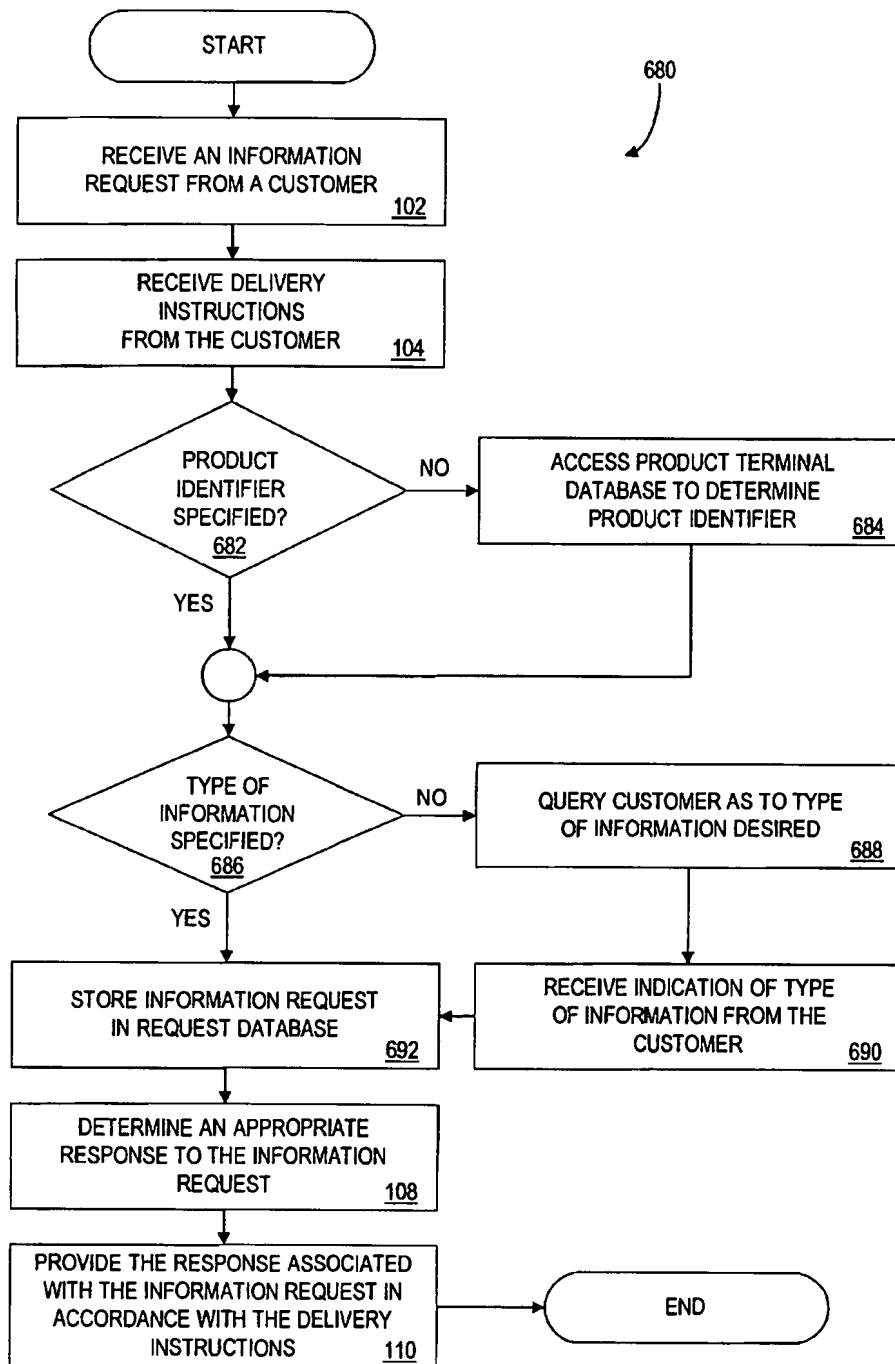 START
680
RECEIVE AN INFORMATION
REQUEST FROM A CUSTOMER
102
RECEIVE DELIVERY
INSTRUCTIONS
FROM THE CUSTOMER
104
PRODUCT
IDENTIFIER
SPECIFIED?
682
NO
ACCESS PRODUCT TERMINAL
DATABASE TO DETERMINE
PRODUCT IDENTIFIER
684
YES
TYPE OF
INFORMATION
SPECIFIED?
686
NO
QUERY CUSTOMER AS TO TYPE
OF INFORMATION DESIRED
688
YES
RECEIVE INDICATION OF TYPE
OF INFORMATION FROM THE
CUSTOMER
690
STORE INFORMATION REQUEST
IN REQUEST DATABASE
692
DETERMINE AN APPROPRIATE
RESPONSE TO THE INFORMATION
REQUEST
108
PROVIDE THE RESPONSE ASSOCIATED
WITH THE INFORMATION REQUEST IN
ACCORDANCE WITH THE DELIVERY
INSTRUCTIONS
110
END